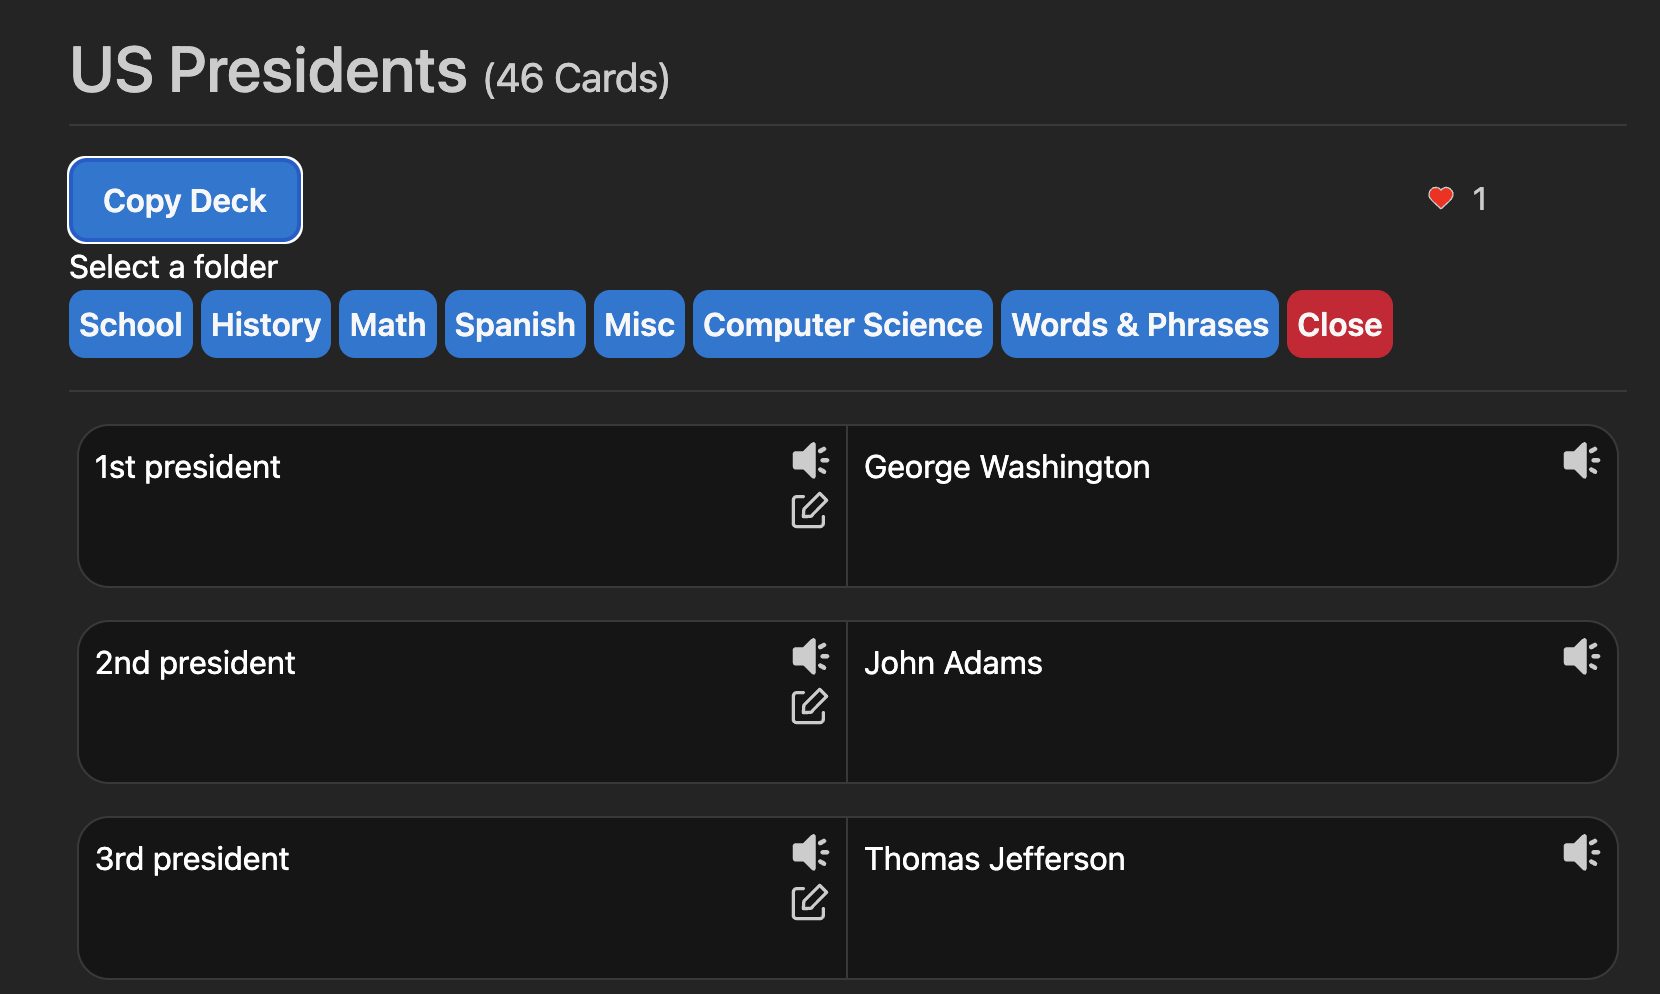 US Presidents (46 Cards)
Copy Deck
1
Select a folder
School History Math Spanish Misc Computer Science Words & Phrases Close
1st president George Washington
2nd president John Adams
3rd president Thomas Jefferson